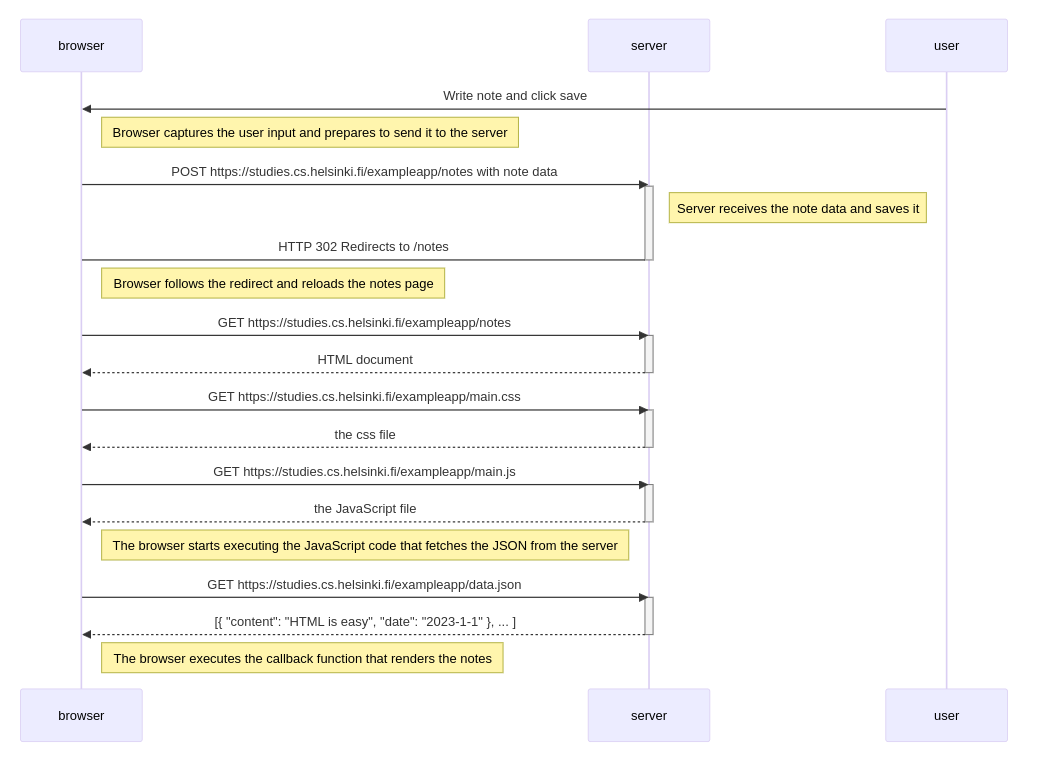 browser
server
user
Write note and click save
Browser captures the user input and prepares to send it to the server
POST https://studies.cs.helsinki.fi/exampleapp/notes with note data
Server receives the note data and saves it
HTTP 302 Redirects to /notes
Browser follows the redirect and reloads the notes page
GET https://studies.cs.helsinki.fi/exampleapp/notes
HTML document
GET https://studies.cs.helsinki.fi/exampleapp/main.css
the css file
GET https://studies.cs.helsinki.fi/exampleapp/main.js
the JavaScript file
The browser starts executing the JavaScript code that fetches the JSON from the server
GET https://studies.cs.helsinki.fi/exampleapp/data.json
[{ "content": "HTML is easy", "date": "2023-1-1" }, ... ]
The browser executes the callback function that renders the notes
browser
server
user